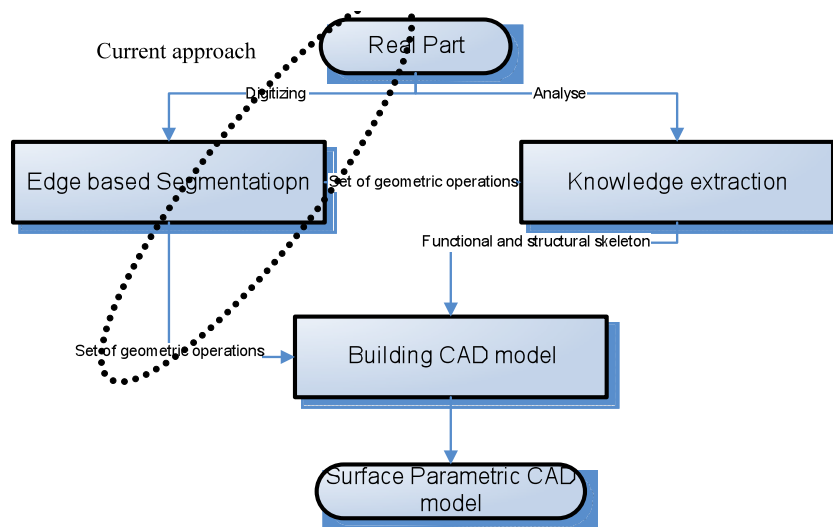 Real Part
Current approach
Digitizing
Analyse
Edge based Segmentatiopn
Set of geometric operations
Knowledge extraction
Functional and structural skeleton
Set of geometric operations
Building CAD model
Surface Parametric CAD
model